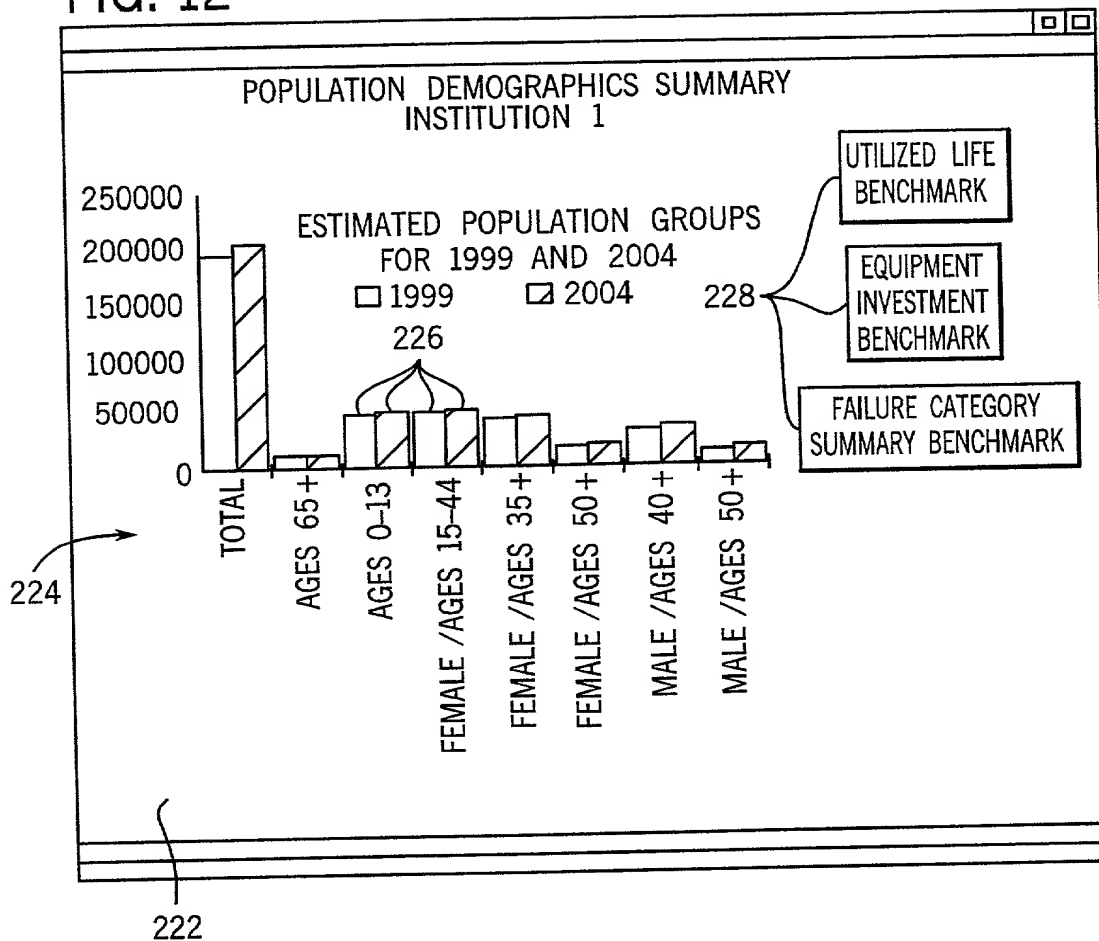 FIG. 12
POPULATION DEMOGRAPHICS SUMMARY
INSTITUTION 1
UTILIZED LIFE
BENCHMARK
250000
200000
150000
100000
50000
0
ESTIMATED POPULATION GROUPS
FOR 1999 AND 2004
1999 2004
226
228
EQUIPMENT
INVESTMENT
BENCHMARK
FAILURE CATEGORY
SUMMARY BENCHMARK
TOTAL
AGES 65+
AGES 0-13
FEMALE /AGES 15-44
FEMALE /AGES 35+
FEMALE /AGES 50+
MALE /AGES 40+
MALE /AGES 50+
224
222